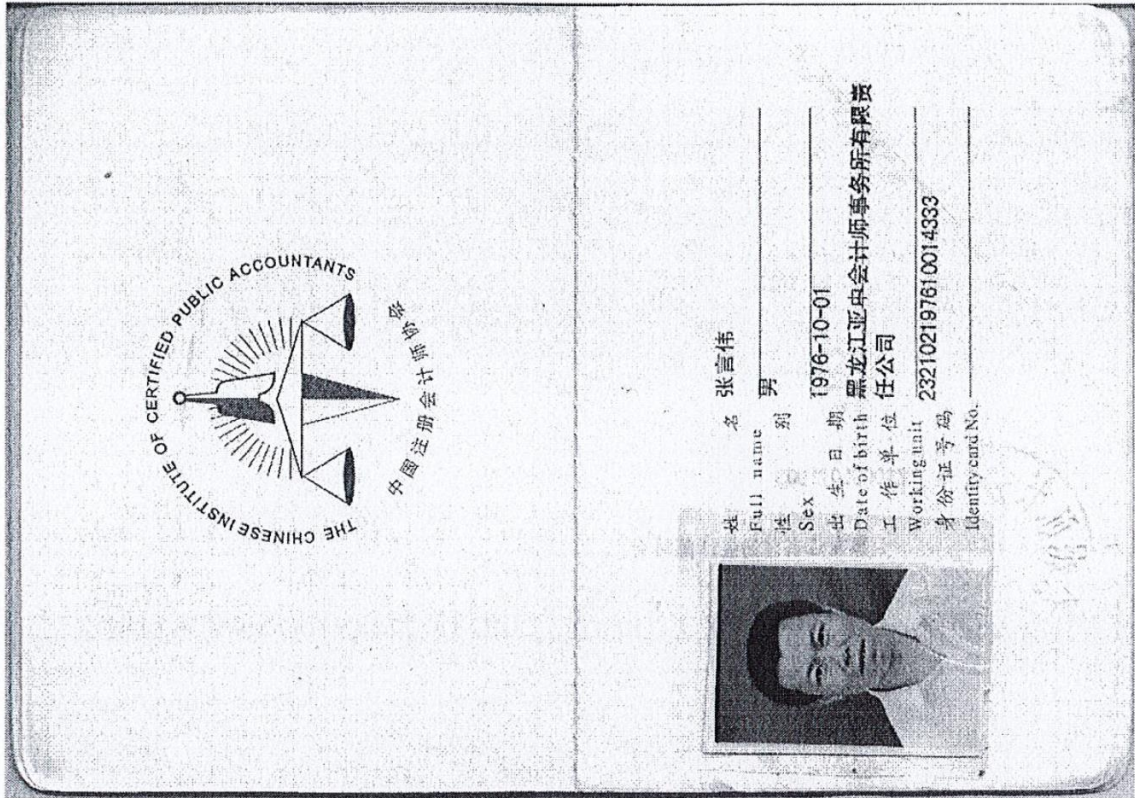 THE CHINESE INSTITUTE OF CERTIFIED PUBLIC ACCOUNTANTS
中国注册会计师协会
姓 名 张言伟
Full name
性 别 男
Sex
出生日期 1976-10-01
Date of birth
工作单位 黑龙江亚中会计师事务所有限责
任公司
Working unit
身份证号码 232102197610014333
Identity card No.